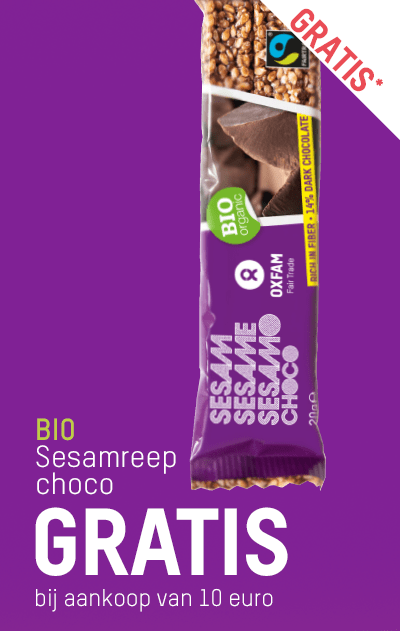 GRATIS*
BIO
organic
RICH IN FIBER • 14% DARK CHOCOLATE
OXFAM
Fair Trade
SESAM
SESAME
SESAMO
CHOCO
20g e
BIO
Sesamreep
choco
GRATIS
bij aankoop van 10 euro